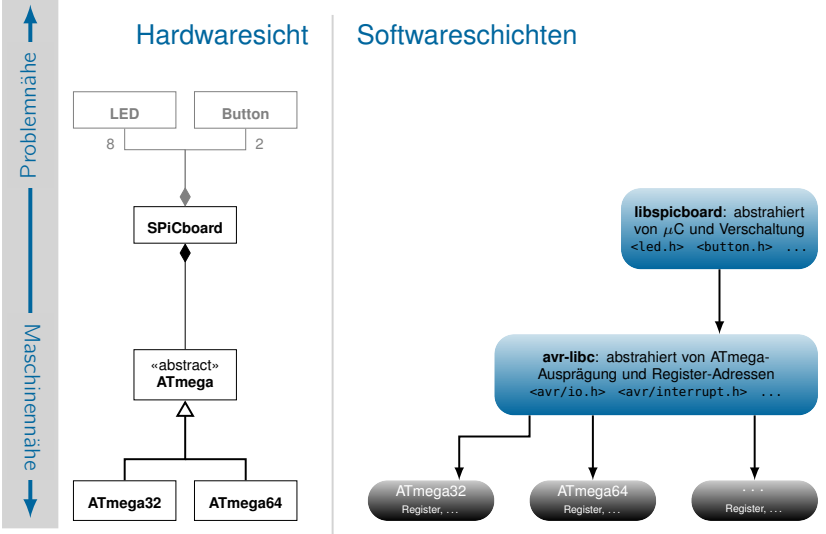 Hardwaresicht
Softwareschichten
Problemnähe
Maschinennähe
LED
Button
8
2
SPiCboard
«abstract»
ATmega
ATmega32
ATmega64
libspicboard: abstrahiert
von μC und Verschaltung
<led.h> <button.h> ...
avr-libc: abstrahiert von ATmega-
Ausprägung und Register-Adressen
<avr/io.h> <avr/interrupt.h> ...
ATmega32
Register, ...
ATmega64
Register, ...
...
Register, ...